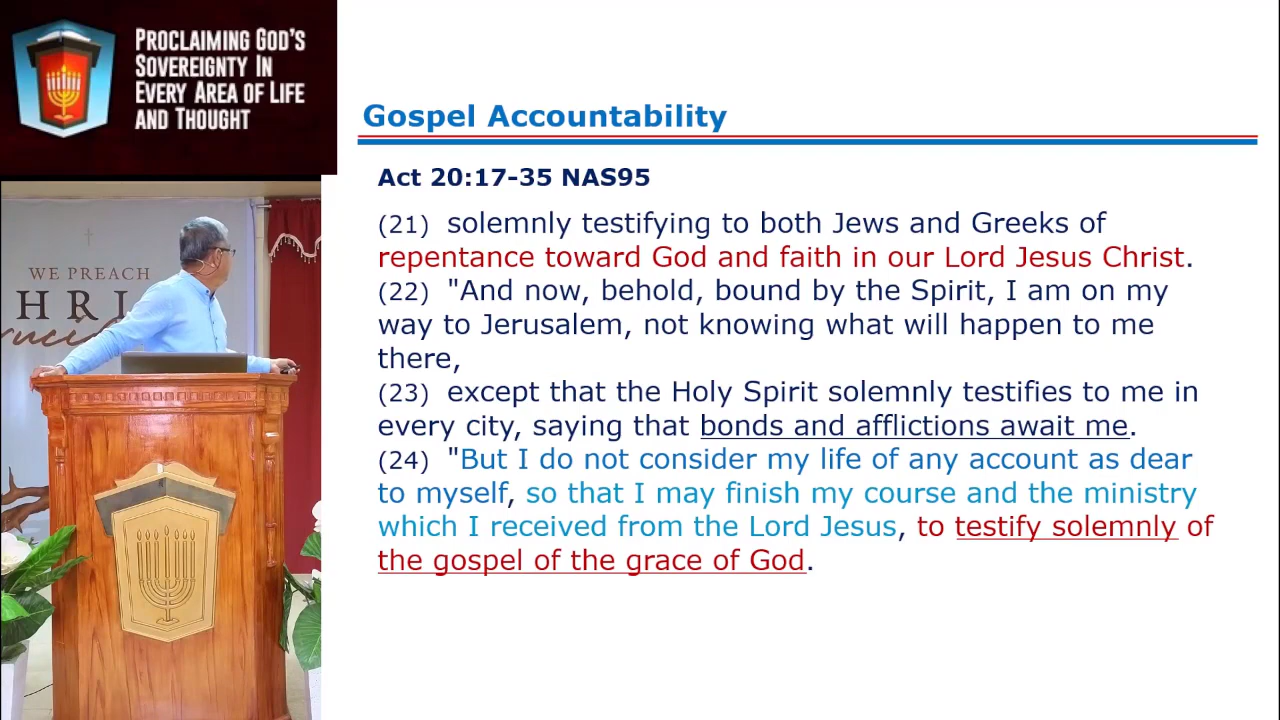 PROCLAIMING GOD'S
SOVEREIGNTY IN
EVERY AREA OF LIFE
AND THOUGHT
WE PREACH
HRI
Gospel Accountability
Act 20:17-35 NAS95
(21) solemnly testifying to both Jews and Greeks of
repentance toward God and faith in our Lord Jesus Christ.
(22) "And now, behold, bound by the Spirit, I am on my
way to Jerusalem, not knowing what will happen to me
there,
(23) except that the Holy Spirit solemnly testifies to me in
every city, saying that bonds and afflictions await me.
(24) "But I do not consider my life of any account as dear
to myself, so that I may finish my course and the ministry
which I received from the Lord Jesus, to testify solemnly of
the gospel of the grace of God.